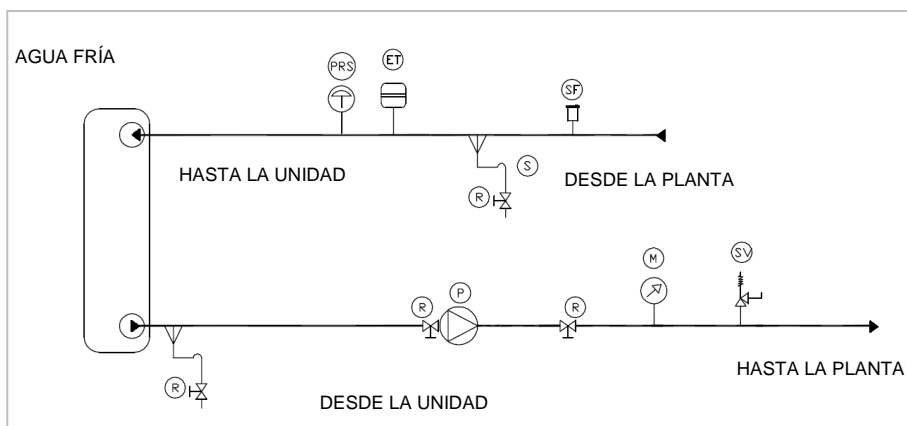 AGUA FRÍA
PRS
ET
SF
HASTA LA UNIDAD
S
DESDE LA PLANTA
R
M
SV
R
P
R
HASTA LA PLANTA
R
DESDE LA UNIDAD